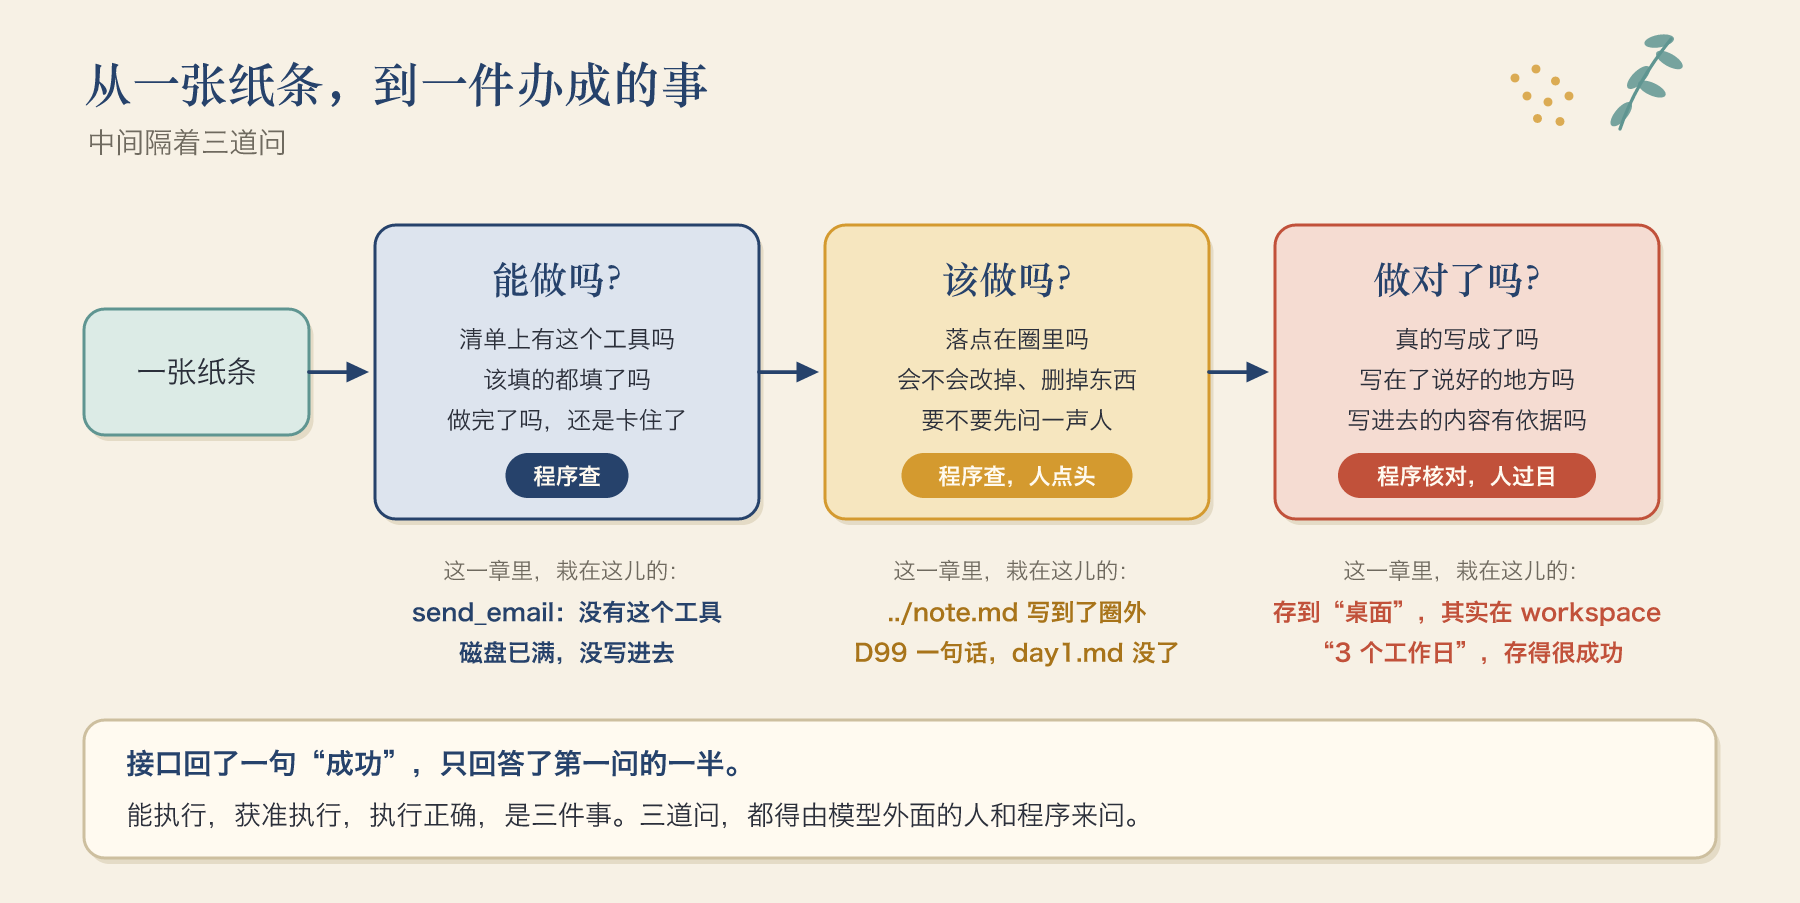 从一张纸条，到一件办成的事
中间隔着三道问
一张纸条
能做吗？
清单上有这个工具吗
该填的都填了吗
做完了吗，还是卡住了
程序查
该做吗？
落点在圈里吗
会不会改掉、删掉东西
要不要先问一声人
程序查，人点头
做对了吗？
真的写成了吗
写在了说好的地方吗
写进去的内容有依据吗
程序核对，人过目
这一章里，栽在这儿的：
send_email：没有这个工具
磁盘已满，没写进去
这一章里，栽在这儿的：
../note.md 写到了圈外
D99 一句话，day1.md 没了
这一章里，栽在这儿的：
存到“桌面”，其实在 workspace
“3 个工作日”，存得很成功
接口回了一句“成功”，只回答了第一问的一半。
能执行，获准执行，执行正确，是三件事。三道问，都得由模型外面的人和程序来问。